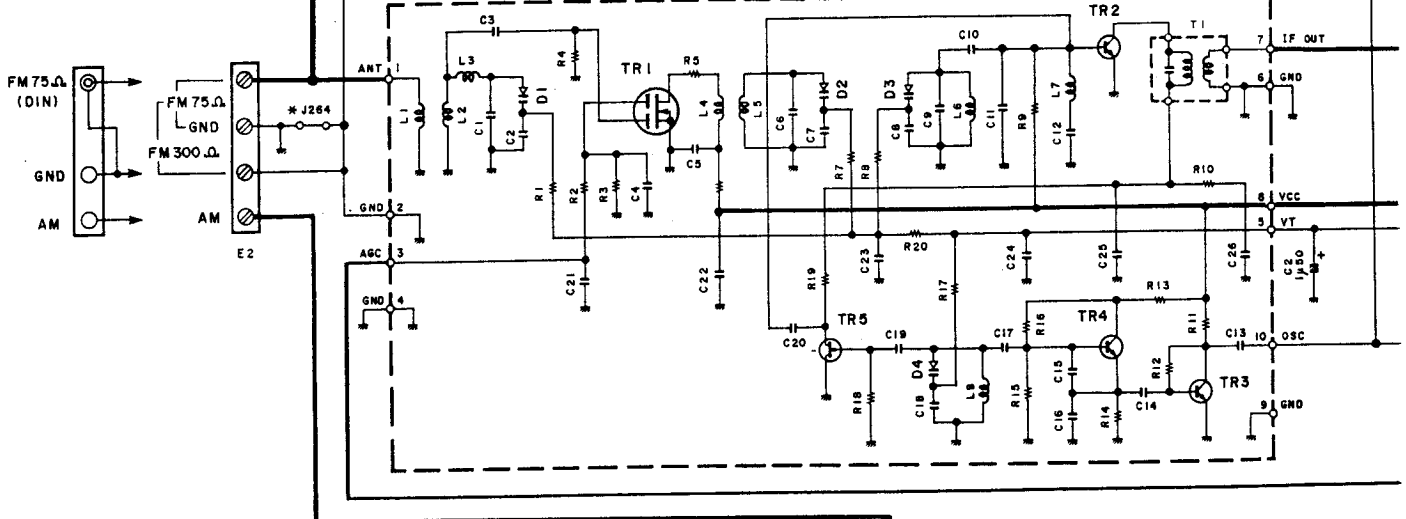 TR2
C3
T1
C10
7 IF OUT
ANT 1
L3
R4
TR1
R5
FM 75Ω
(DIN)
FM 75Ω
* J264
GND
FM 300Ω
L1
L2
C1
C2
D1
L4
L5
C6
C7
D2
D3
C8
C9
L6
C11
R9
L7
C12
6 GND
C5
GND
AM
AM
E2
R1
R2
R3
C4
R7
R8
R10
GND 2
8 VCC
5 VT
AGC 3
R20
C21
C22
C23
C24
C25
C26
C2
1μ50
+
GND 4
R19
R17
R13
C20
TR5
C19
C17
R16
TR4
R11
C13
10 OSC
D4
C18
L8
R18
R15
C15
C16
R14
C14
R12
TR3
9 GND